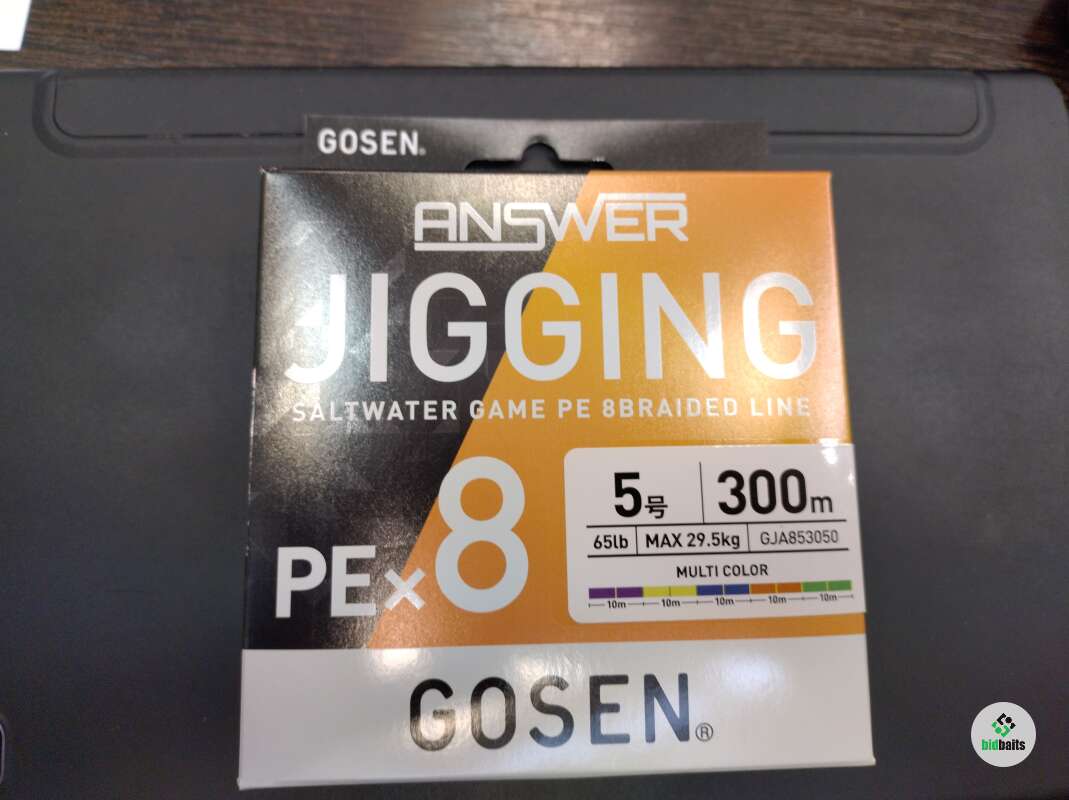 GOSEN®
ANSWER
JIGGING
SALTWATER GAME PE 8BRAIDED LINE
5号 300m
65lb MAX 29.5kg GJA853050
MULTI COLOR
10m 10m 10m 10m 10m
PE×8
GOSEN®
bidbaits